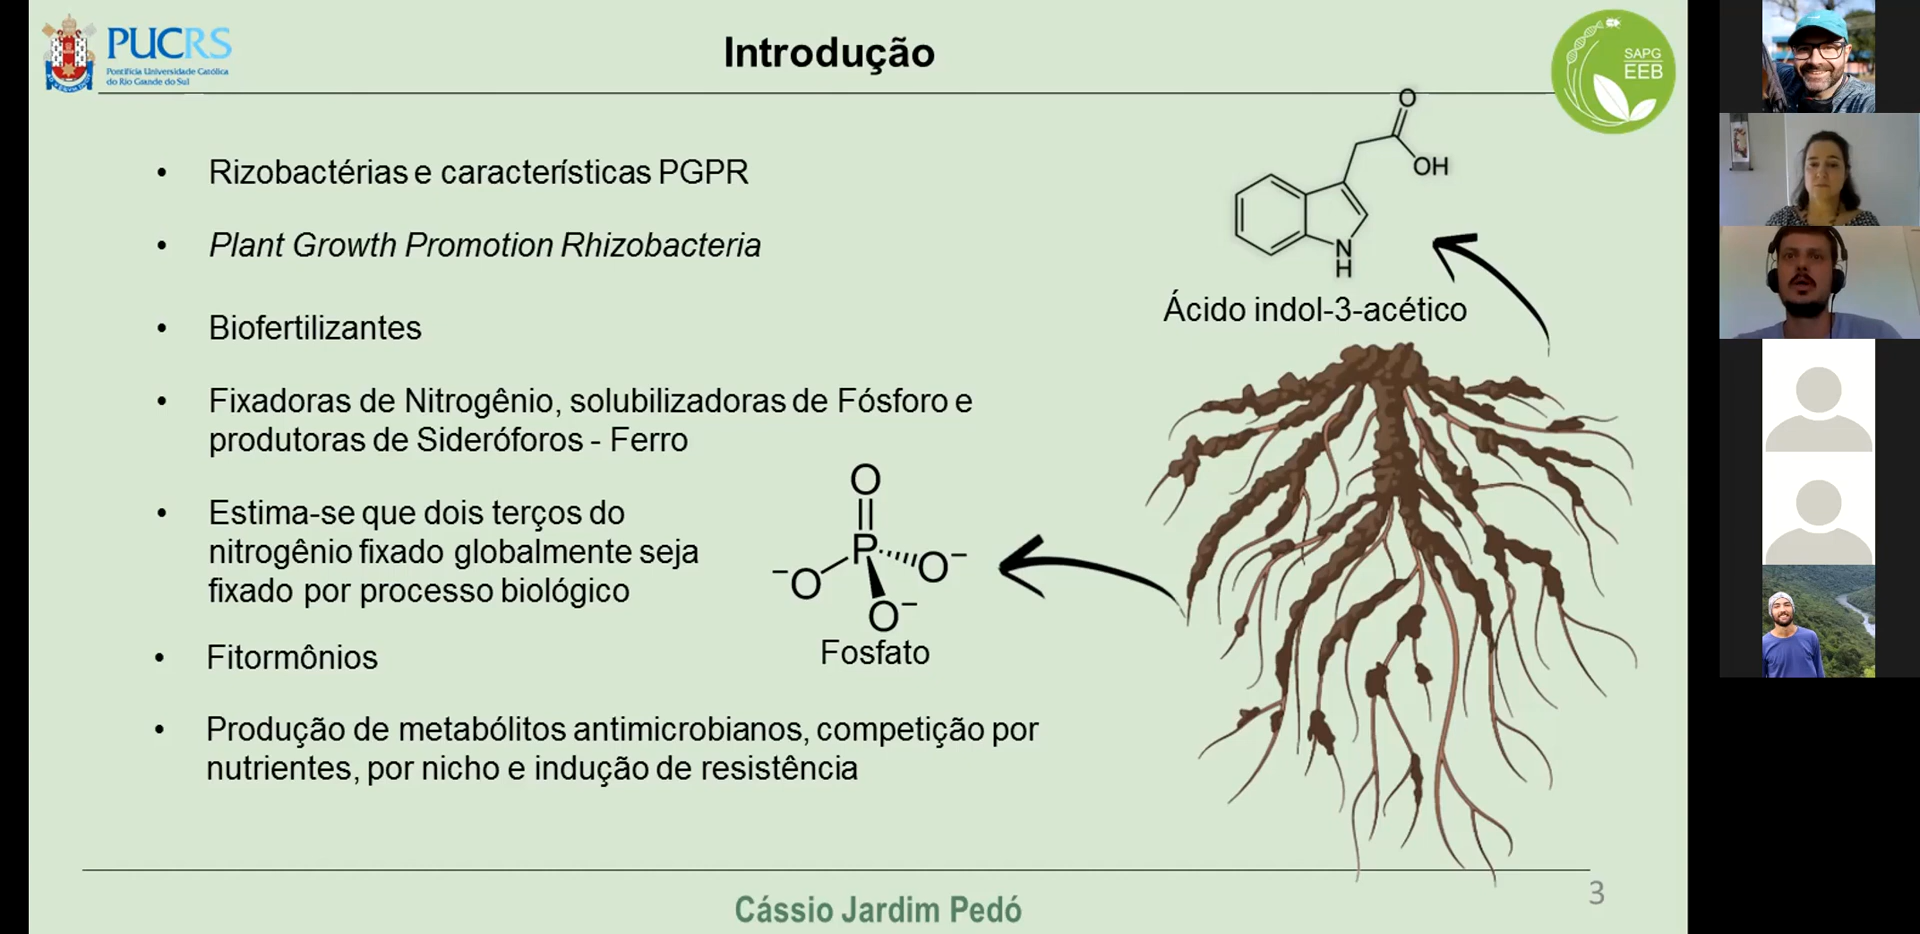 PUCRS
Pontifícia Universidade Católica
do Rio Grande do Sul
Introdução
SAPG
EEB
• Rizobactérias e características PGPR
• Plant Growth Promotion Rhizobacteria
• Biofertilizantes
• Fixadoras de Nitrogênio, solubilizadoras de Fósforo e
produtoras de Sideróforos - Ferro
• Estima-se que dois terços do
nitrogênio fixado globalmente seja
fixado por processo biológico
• Fitormônios
• Produção de metabólitos antimicrobianos, competição por
nutrientes, por nicho e indução de resistência
O
OH
N
H
Ácido indol-3-acético
O
P
⁻O
O⁻
O⁻
Fosfato
Cássio Jardim Pedó
3